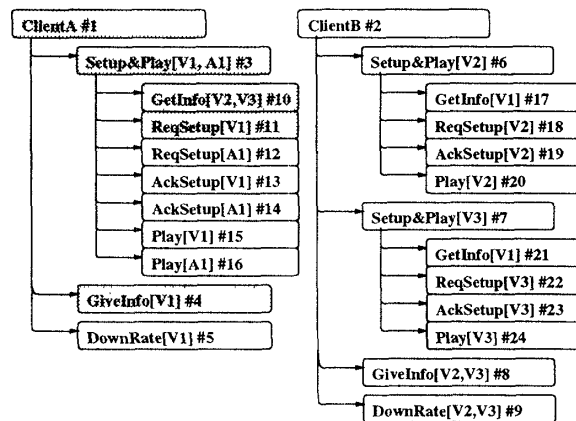 ClientA #1
Setup&Play[V1, A1] #3
GetInfo[V2,V3] #10
ReqSetup[V1] #11
ReqSetup[A1] #12
AckSetup[V1] #13
AckSetup[A1] #14
Play[V1] #15
Play[A1] #16
GiveInfo[V1] #4
DownRate[V1] #5
ClientB #2
Setup&Play[V2] #6
GetInfo[V1] #17
ReqSetup[V2] #18
AckSetup[V2] #19
Play[V2] #20
Setup&Play[V3] #7
GetInfo[V1] #21
ReqSetup[V3] #22
AckSetup[V3] #23
Play[V3] #24
GiveInfo[V2,V3] #8
DownRate[V2,V3] #9